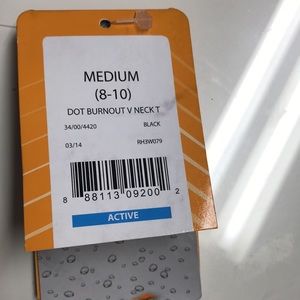 MEDIUM
(8-10)
DOT BURNOUT V NECK T
34/00/4420 BLACK
03/14 RH3W079
8 88113 09200 2
ACTIVE